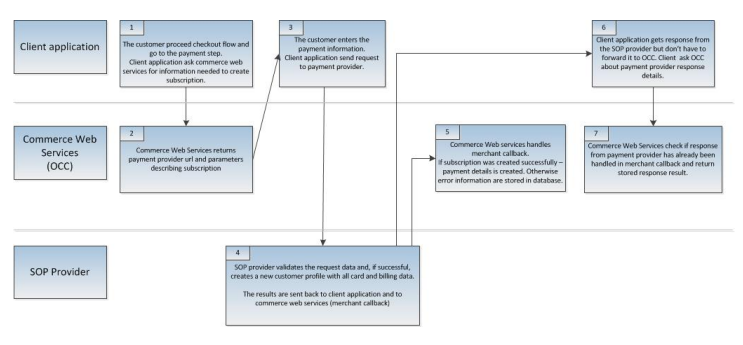 Client application
1
The customer proceed checkout flow and
go to the payment step.
Client application ask commerce web
services for information needed to create
subscription.
3
The customer enters the
payment information.
Client application send request
to payment provider.
6
Client application gets response from
the SOP provider but don't have to
forward it to OCC. Client ask OCC
about payment provider response
details.
Commerce Web
Services
(OCC)
2
Commerce Web Services returns
payment provider url and parameters
describing subscription
5
Commerce Web services handles
merchant callback.
If subscription was created successfully –
payment details is created. Otherwise
error information are stored in database.
7
Commerce Web Services check if response
from payment provider has already been
handled in merchant callback and return
stored response result.
SOP Provider
4
SOP provider validates the request data and, if successful,
creates a new customer profile with all card and billing data.
The results are sent back to client application and to
commerce web services (merchant callback)